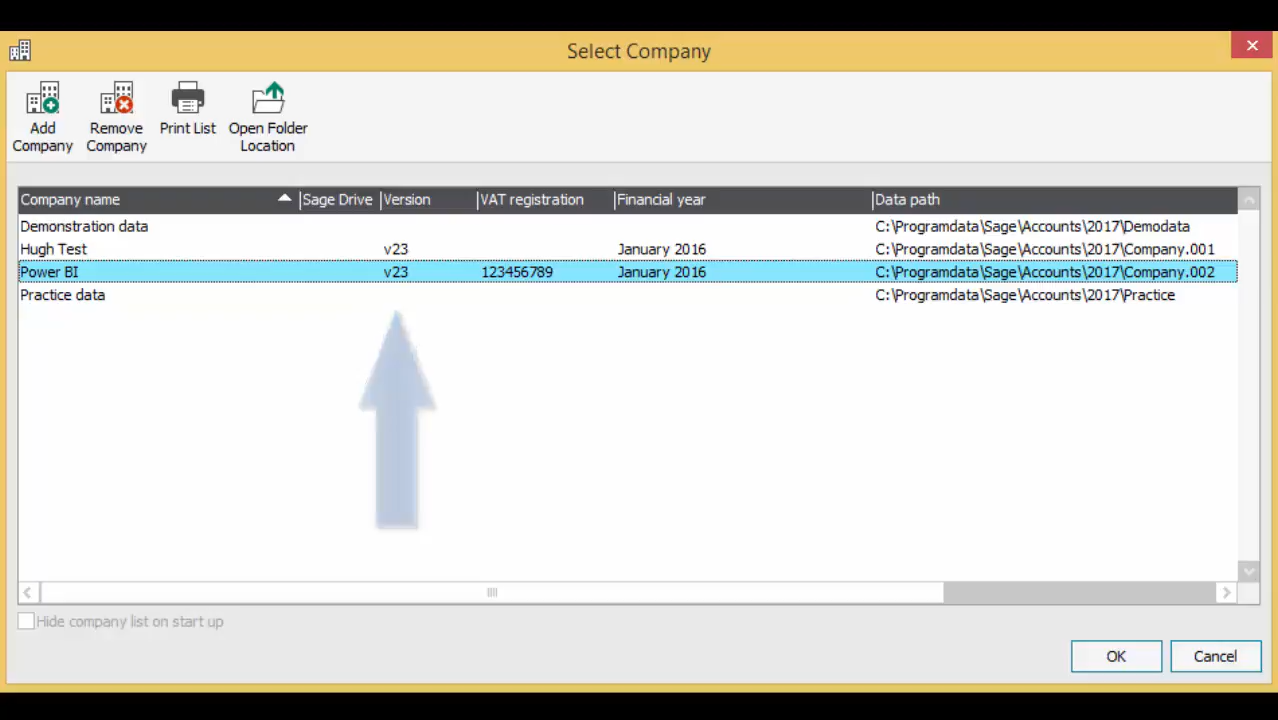 Select Company
Add Company
Remove Company
Print List
Open Folder Location
Company name Sage Drive Version VAT registration Financial year Data path
Demonstration data C:\Programdata\Sage\Accounts\2017\Demodata
Hugh Test v23 January 2016 C:\Programdata\Sage\Accounts\2017\Company.001
Power BI v23 123456789 January 2016 C:\Programdata\Sage\Accounts\2017\Company.002
Practice data C:\Programdata\Sage\Accounts\2017\Practice
Hide company list on start up
OK Cancel